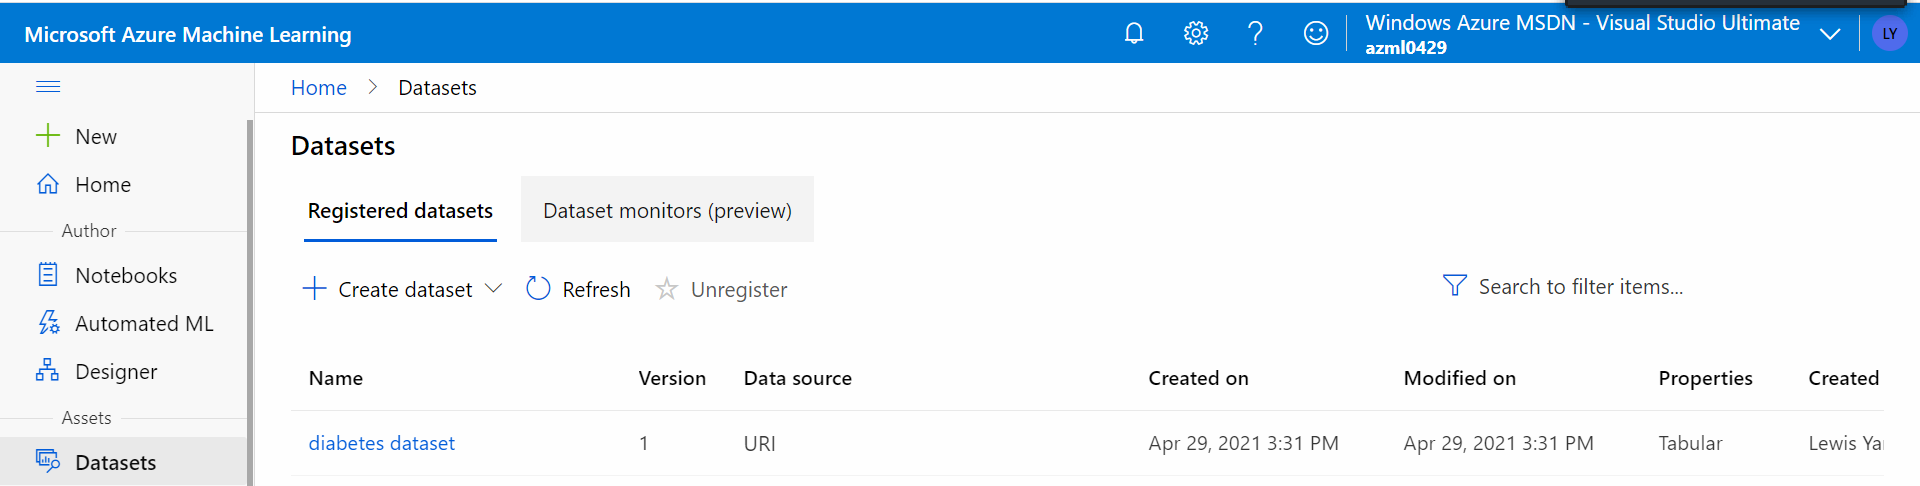 Microsoft Azure Machine Learning
Windows Azure MSDN - Visual Studio Ultimate
azml0429
LY
Home > Datasets
New
Home
Author
Notebooks
Automated ML
Designer
Assets
Datasets
Datasets
Registered datasets Dataset monitors (preview)
Create dataset Refresh Unregister Search to filter items...
Name Version Data source Created on Modified on Properties Created
diabetes dataset 1 URI Apr 29, 2021 3:31 PM Apr 29, 2021 3:31 PM Tabular Lewis